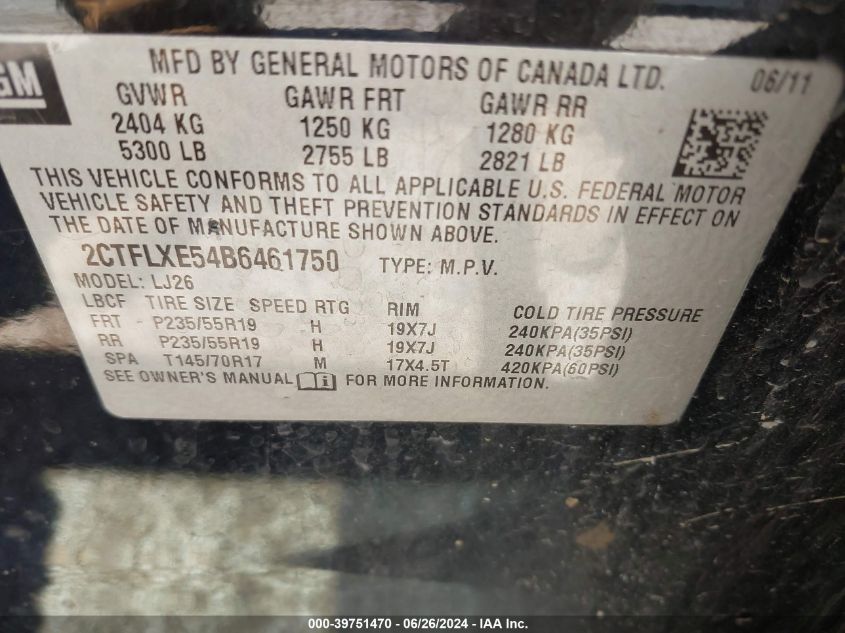 GM
MFD BY GENERAL MOTORS OF CANADA LTD. 06/11
GVWR GAWR FRT GAWR RR
2404 KG 1250 KG 1280 KG
5300 LB 2755 LB 2821 LB
THIS VEHICLE CONFORMS TO ALL APPLICABLE U.S. FEDERAL MOTOR
VEHICLE SAFETY AND THEFT PREVENTION STANDARDS IN EFFECT ON
THE DATE OF MANUFACTURE SHOWN ABOVE.
2CTFLXE54B6461750 TYPE: M.P.V.
MODEL: LJ26
LBCF TIRE SIZE SPEED RTG RIM COLD TIRE PRESSURE
FRT P235/55R19 H 19X7J 240KPA(35PSI)
RR P235/55R19 H 19X7J 240KPA(35PSI)
SPA T145/70R17 M 17X4.5T 420KPA(60PSI)
SEE OWNER'S MANUAL FOR MORE INFORMATION.
000-39751470 - 06/26/2024 - IAA Inc.